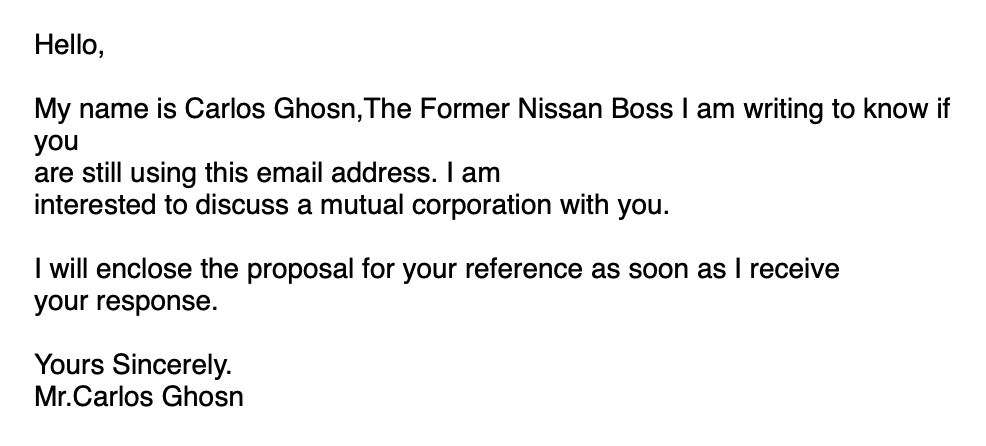 Hello,
My name is Carlos Ghosn,The Former Nissan Boss I am writing to know if
you
are still using this email address. I am
interested to discuss a mutual corporation with you.
I will enclose the proposal for your reference as soon as I receive
your response.
Yours Sincerely.
Mr.Carlos Ghosn